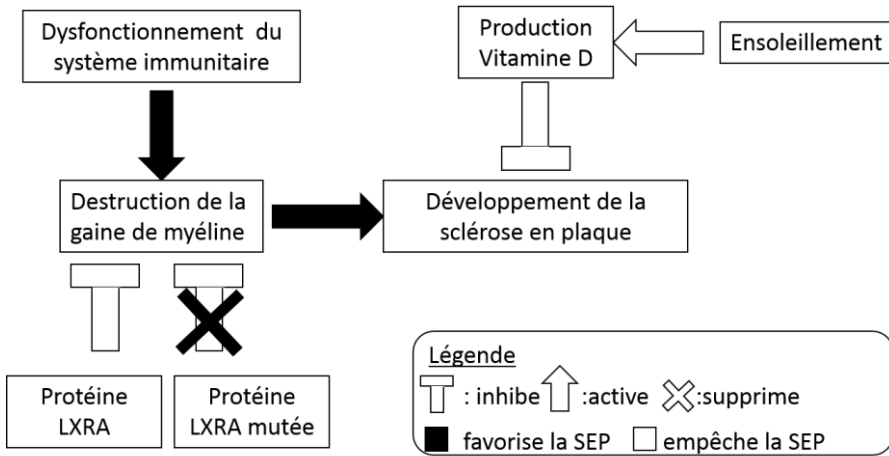 Dysfonctionnement du
système immunitaire
Production
Vitamine D
Ensoleillement
Destruction de la
gaine de myéline
Développement de la
sclérose en plaque
Protéine
LXRA
Protéine
LXRA mutée
Légende
: inhibe :active :supprime
favorise la SEP empêche la SEP